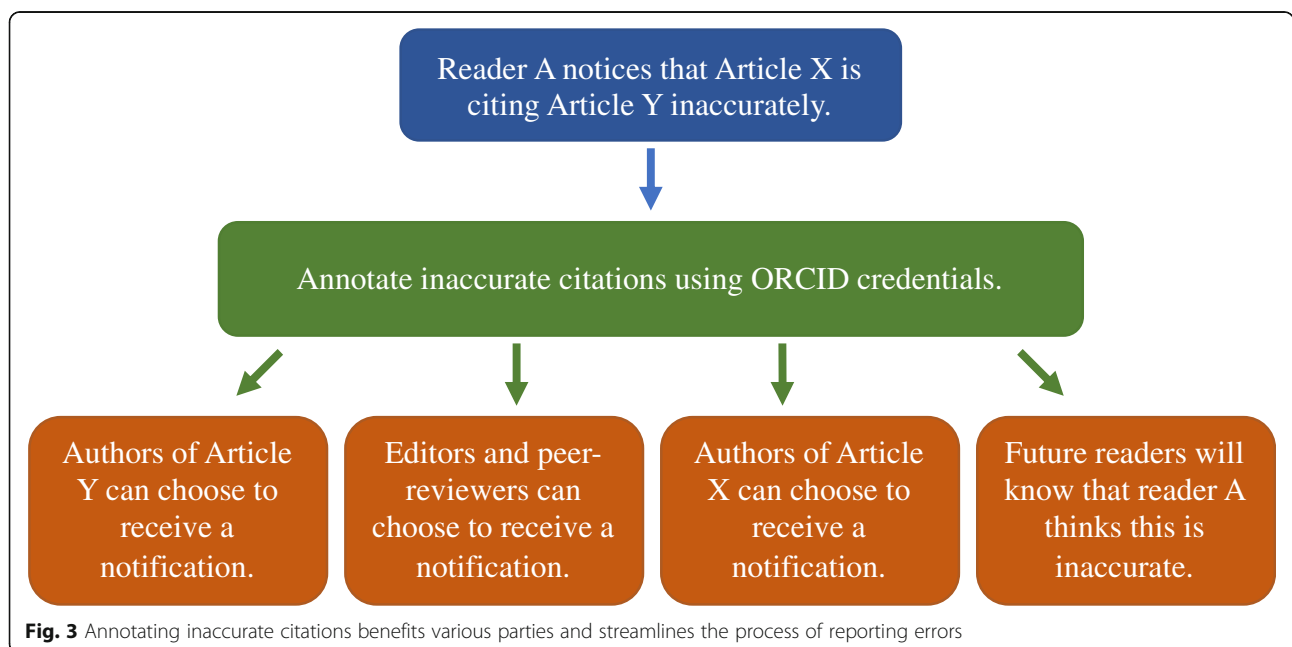 Reader A notices that Article X is
citing Article Y inaccurately.
Annotate inaccurate citations using ORCID credentials.
Authors of Article
Y can choose to
receive a
notification.
Editors and peer-
reviewers can
choose to receive a
notification.
Authors of Article
X can choose to
receive a
notification.
Future readers will
know that reader A
thinks this is
inaccurate.
Fig. 3 Annotating inaccurate citations benefits various parties and streamlines the process of reporting errors